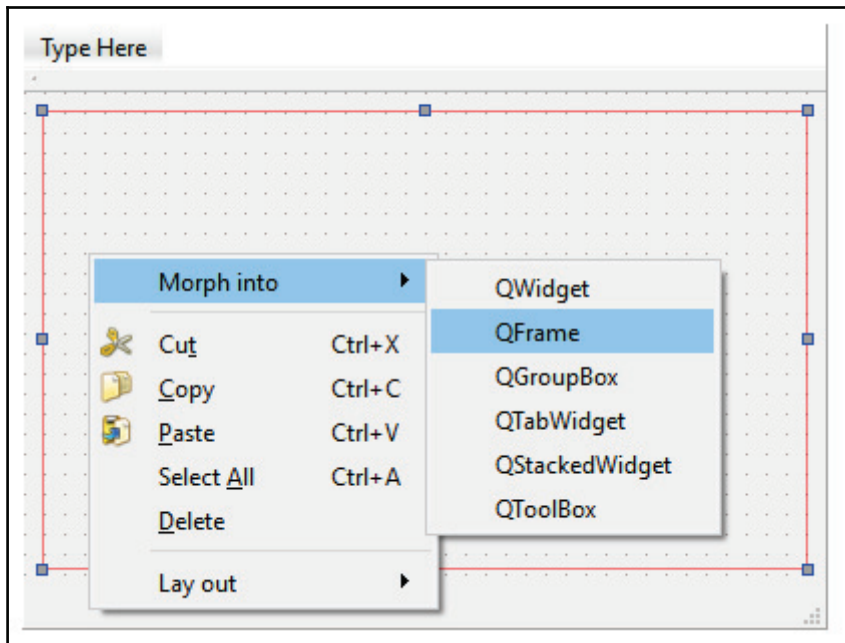 Type Here
Morph into
Cut Ctrl+X
Copy Ctrl+C
Paste Ctrl+V
Select All Ctrl+A
Delete
Lay out
QWidget
QFrame
QGroupBox
QTabWidget
QStackedWidget
QToolBox